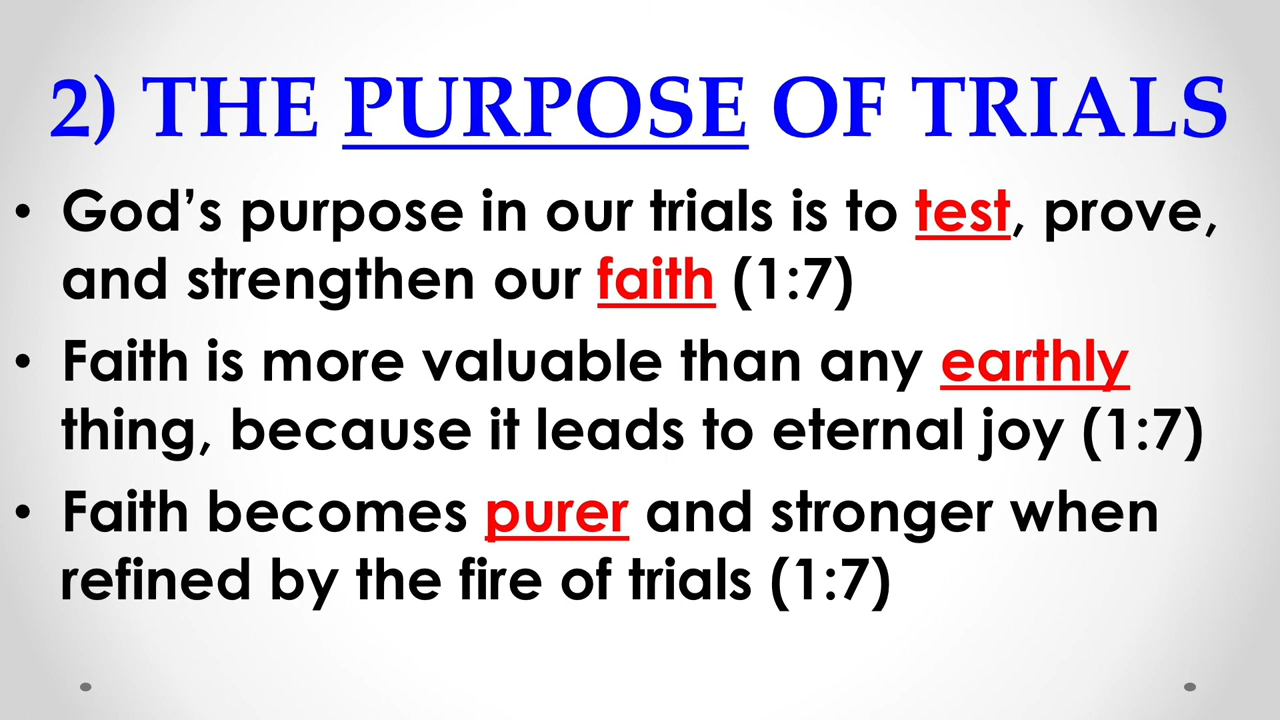 2) THE PURPOSE OF TRIALS
• God’s purpose in our trials is to test, prove,
and strengthen our faith (1:7)
• Faith is more valuable than any earthly
thing, because it leads to eternal joy (1:7)
• Faith becomes purer and stronger when
refined by the fire of trials (1:7)